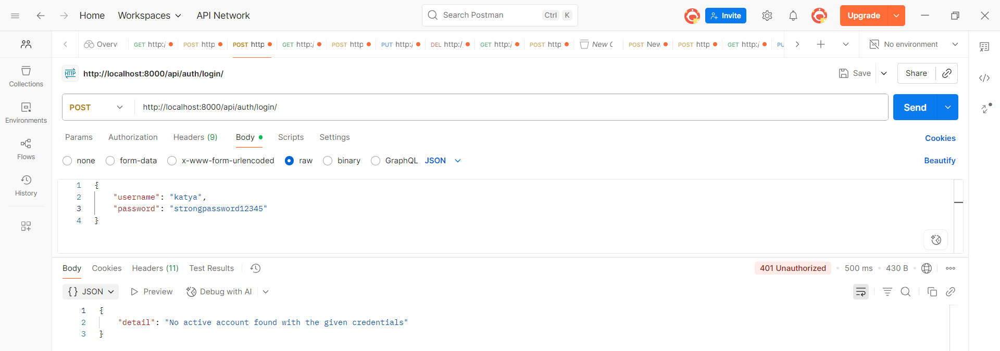 Home Workspaces API Network Search Postman Ctrl K Invite Upgrade
Overv GET http:/ POST http POST http GET http:/ POST http PUT http:/ DEL http:/ GET http:/ POST http New C POST New POST http GET http:/ PU No environment
HTTP http://localhost:8000/api/auth/login/ Save Share
Collections
POST http://localhost:8000/api/auth/login/ Send
Environments
Params Authorization Headers (9) Body Scripts Settings Cookies
Flows
none form-data x-www-form-urlencoded raw binary GraphQL JSON Beautify
History
1 {
2 "username": "katya",
3 "password": "strongpassword12345"
4 }
Body Cookies Headers (11) Test Results 401 Unauthorized • 500 ms • 430 B •
{} JSON Preview Debug with AI
1 {
2 "detail": "No active account found with the given credentials"
3 }